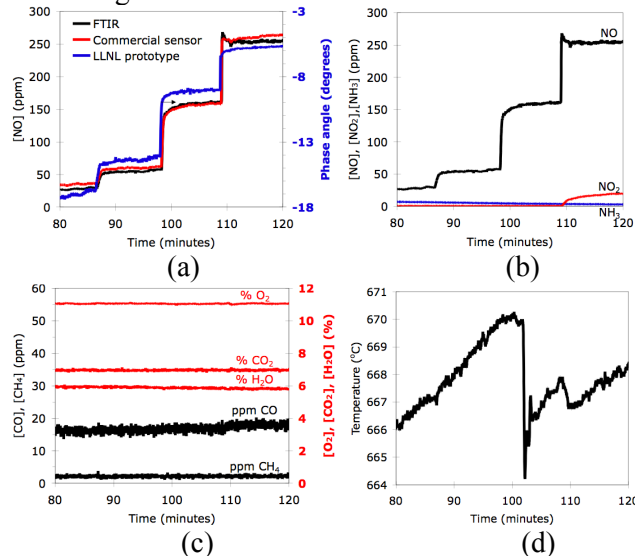 300
250
200
150
100
50
0
[NO] (ppm)
FTIR
Commercial sensor
LLNL prototype
-3
-6
-9
-12
-15
-18
Phase angle (degrees)
80 90 100 110 120
Time (minutes)
(a)
300
250
200
150
100
50
0
[NO], [NO₂],[NH₃] (ppm)
NO
NO₂
NH₃
80 90 100 110 120
Time (minutes)
(b)
60
50
40
30
20
10
0
[CO], [CH₄] (ppm)
% O₂
% CO₂
% H₂O
ppm CO
ppm CH₄
12
10
8
6
4
2
0
[O₂], [CO₂], [H₂O] (%)
80 90 100 110 120
Time (minutes)
(c)
671
670
669
668
667
666
665
664
Temperature (°C)
80 90 100 110 120
Time (minutes)
(d)